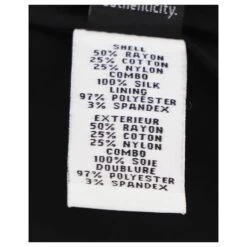 authenticity.
SHELL
50% RAYON
25% COTTON
25% NYLON
COMBO
100% SILK
LINING
97% POLYESTER
3% SPANDEX
EXTERIEUR
50% RAYON
25% COTON
25% NYLON
COMBO
100% SOIE
DOUBLURE
97% POLYESTER
3% SPANDEX